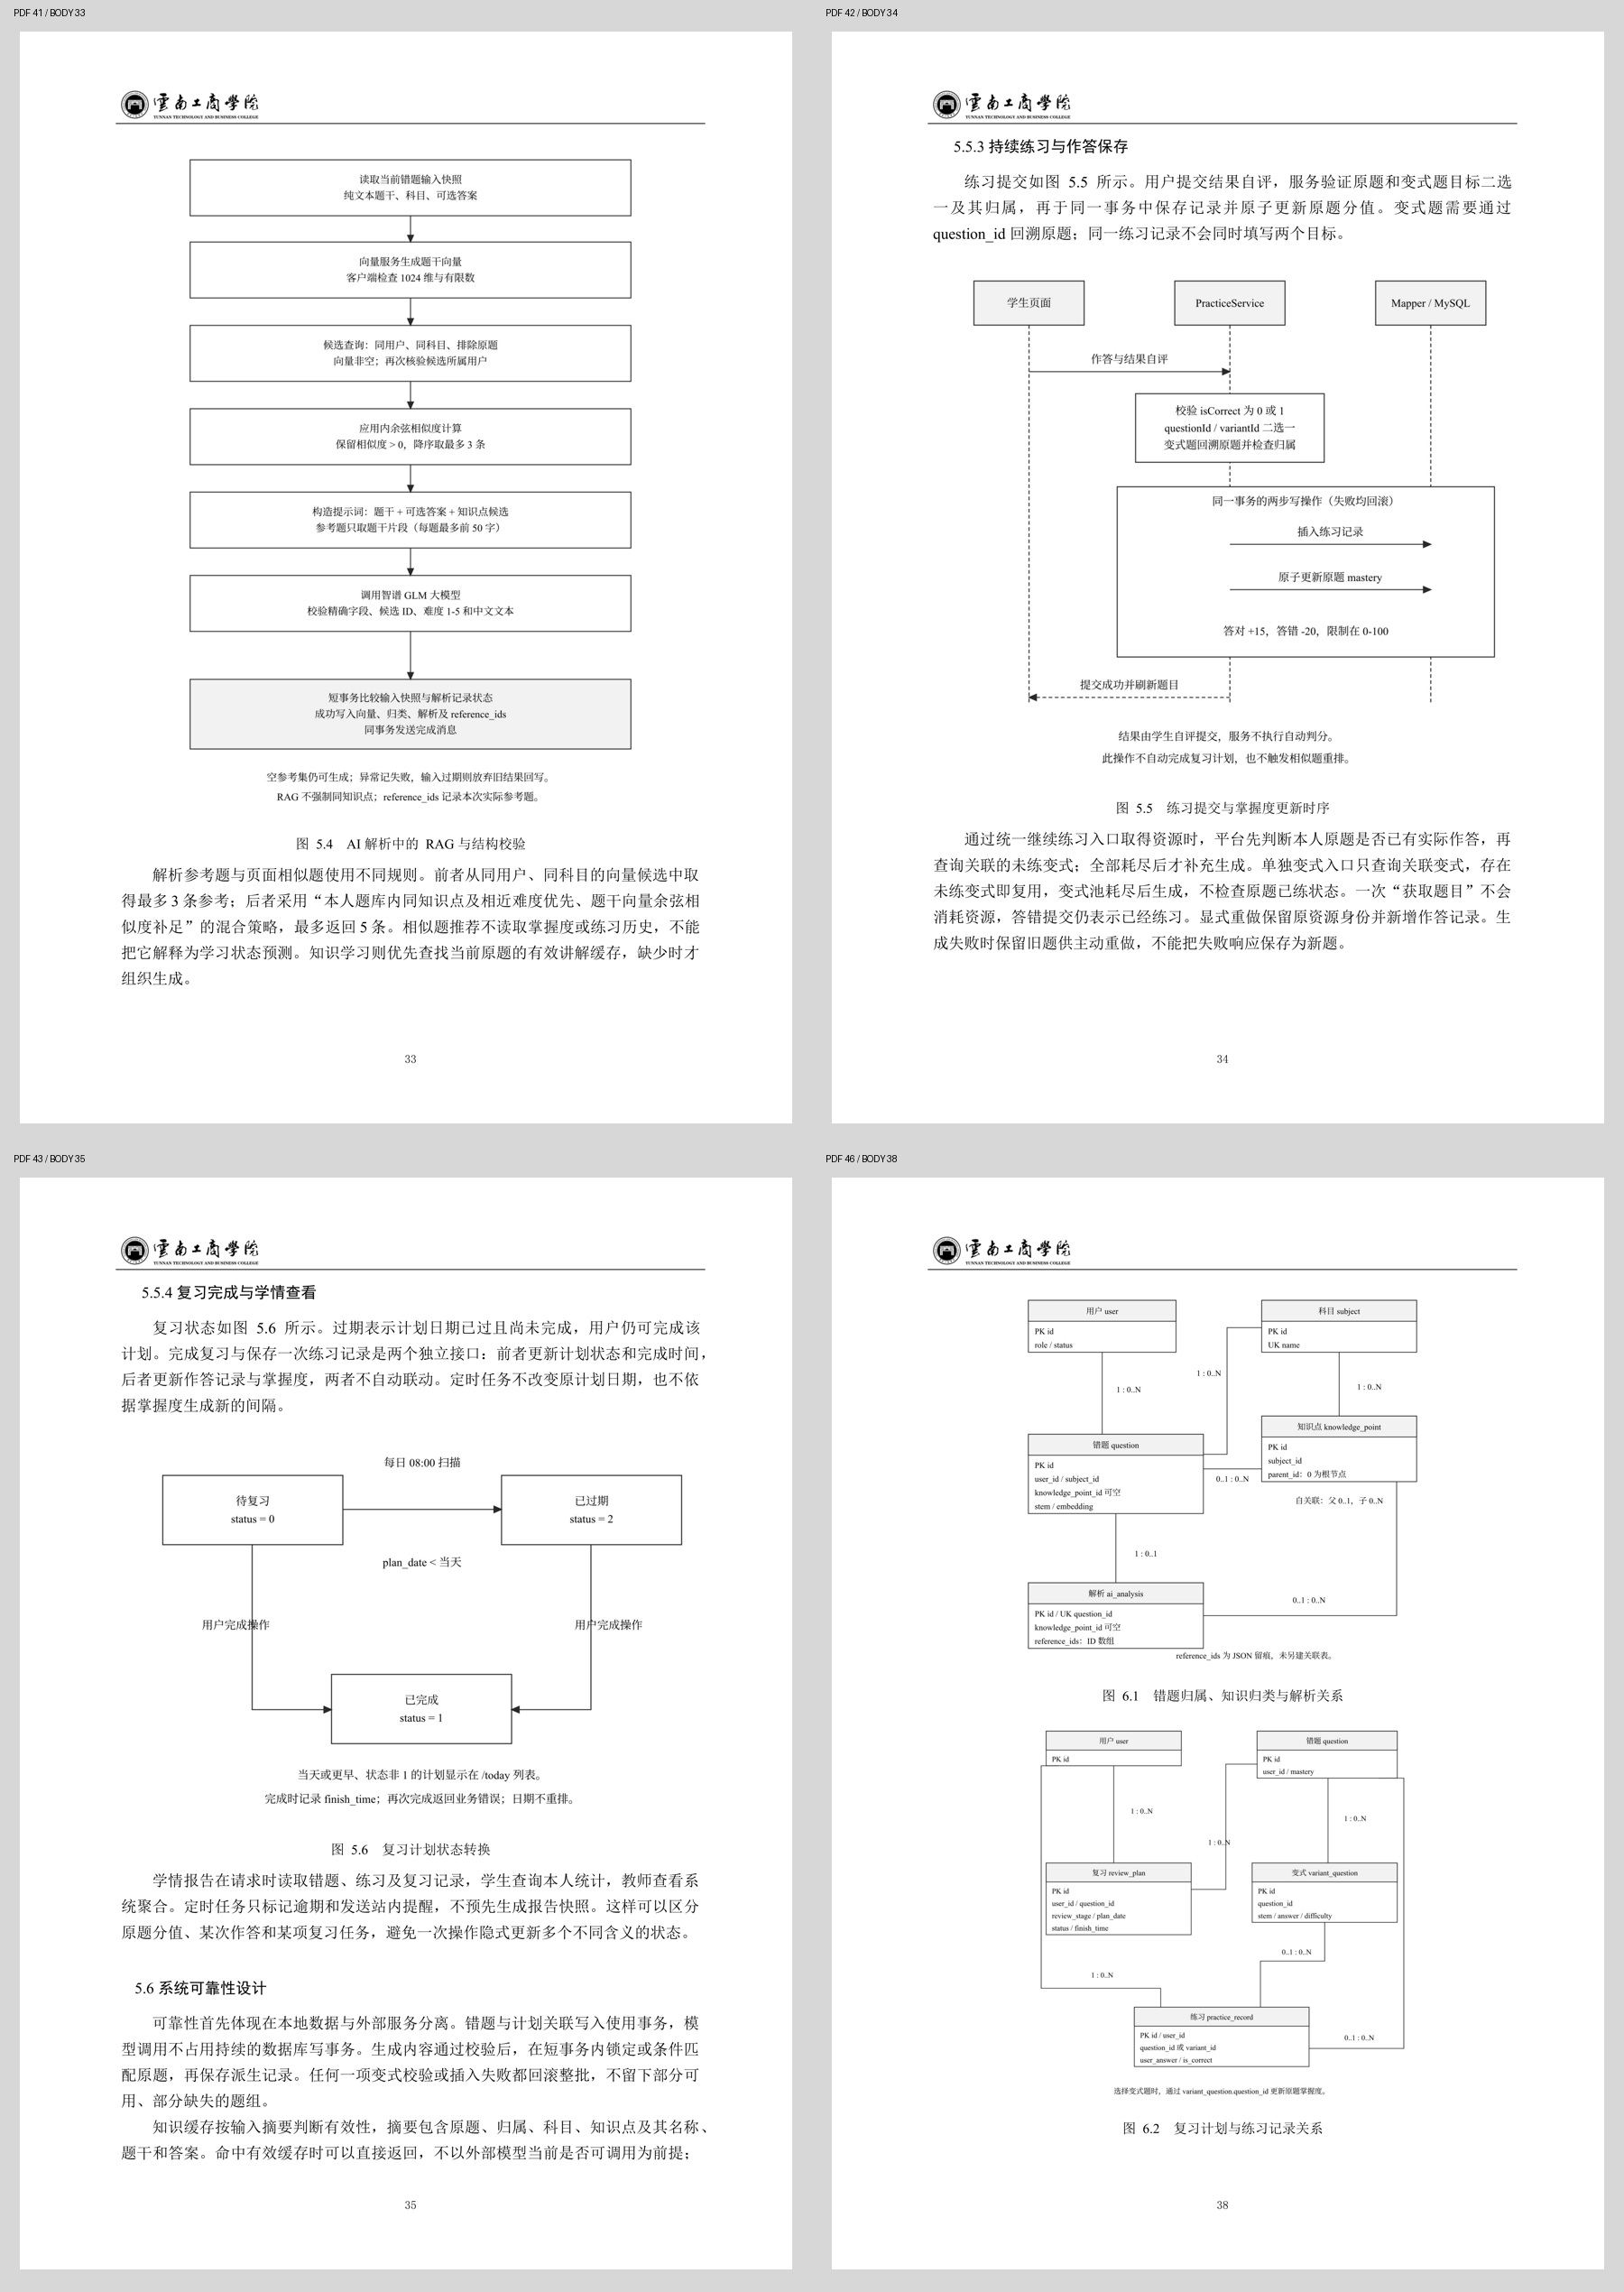 PDF 41 / BODY 33
雲南工商學院
YUNNAN TECHNOLOGY AND BUSINESS COLLEGE
读取当前错题输入快照
纯文本题干、科目、可选答案
向量服务生成题干向量
客户端检查 1024 维与有限数
候选查询：同用户、同科目、排除原题
向量非空；再次核验候选所属用户
应用内余弦相似度计算
保留相似度 > 0，降序取最多 3 条
构造提示词：题干 + 可选答案 + 知识点候选
参考题只取题干片段（每题最多前 50 字）
调用智谱 GLM 大模型
校验精确字段、候选 ID、难度 1-5 和中文文本
短事务比较输入快照与解析记录状态
成功写入向量、归类、解析及 reference_ids
同事务发送完成消息
空参考集仍可生成；异常记失败，输入过期则放弃旧结果回写。
RAG 不强制同知识点；reference_ids 记录本次实际参考题。
图 5.4 AI 解析中的 RAG 与结构校验
解析参考题与页面相似题使用不同规则。前者从同用户、同科目的向量候选中取
得最多 3 条参考；后者采用“本人题库内同知识点及相近难度优先、题干向量余弦相
似度补足”的混合策略，最多返回 5 条。相似题推荐不读取掌握度或练习历史，不能
把它解释为学习状态预测。知识学习则优先查找当前原题的有效讲解缓存，缺少时才
组织生成。
33
PDF 42 / BODY 34
雲南工商學院
YUNNAN TECHNOLOGY AND BUSINESS COLLEGE
5.5.3 持续练习与作答保存
练习提交如图 5.5 所示。用户提交结果自评，服务验证原题和变式题目标二选
一及其归属，再于同一事务中保存记录并原子更新原题分值。变式题需要通过
question_id 回溯原题；同一练习记录不会同时填写两个目标。
学生页面
PracticeService
Mapper / MySQL
作答与结果自评
校验 isCorrect 为 0 或 1
questionId / variantId 二选一
变式题回溯原题并检查归属
同一事务的两步写操作（失败均回滚）
插入练习记录
原子更新原题 mastery
答对 +15，答错 -20，限制在 0-100
提交成功并刷新题目
结果由学生自评提交，服务不执行自动判分。
此操作不自动完成复习计划，也不触发相似题重排。
图 5.5 练习提交与掌握度更新时序
通过统一继续练习入口取得资源时，平台先判断本人原题是否已有实际作答，再
查询关联的未练变式；全部耗尽后才补充生成。单独变式入口只查询关联变式，存在
未练变式即复用，变式池耗尽后生成，不检查原题已练状态。一次“获取题目”不会
消耗资源，答错提交仍表示已经练习。显式重做保留原资源身份并新增作答记录。生
成失败时保留旧题供主动重做，不能把失败响应保存为新题。
34
PDF 43 / BODY 35
雲南工商學院
YUNNAN TECHNOLOGY AND BUSINESS COLLEGE
5.5.4 复习完成与学情查看
复习状态如图 5.6 所示。过期表示计划日期已过且尚未完成，用户仍可完成该
计划。完成复习与保存一次练习记录是两个独立接口：前者更新计划状态和完成时间，
后者更新作答记录与掌握度，两者不自动联动。定时任务不改变原计划日期，也不依
据掌握度生成新的间隔。
每日 08:00 扫描
待复习
status = 0
已过期
status = 2
plan_date < 当天
用户完成操作
用户完成操作
已完成
status = 1
当天或更早、状态非 1 的计划显示在 /today 列表。
完成时记录 finish_time；再次完成返回业务错误；日期不重排。
图 5.6 复习计划状态转换
学情报告在请求时读取错题、练习及复习记录，学生查询本人统计，教师查看系
统聚合。定时任务只标记逾期和发送站内提醒，不预先生成报告快照。这样可以区分
原题分值、某次作答和某项复习任务，避免一次操作隐式更新多个不同含义的状态。
5.6 系统可靠性设计
可靠性首先体现在本地数据与外部服务分离。错题与计划关联写入使用事务，模
型调用不占用持续的数据库写事务。生成内容通过校验后，在短事务内锁定或条件匹
配原题，再保存派生记录。任何一项变式校验或插入失败都回滚整批，不留下部分可
用、部分缺失的题组。
知识缓存按输入摘要判断有效性，摘要包含原题、归属、科目、知识点及其名称、
题干和答案。命中有效缓存时可以直接返回，不以外部模型当前是否可调用为前提；
35
PDF 46 / BODY 38
雲南工商學院
YUNNAN TECHNOLOGY AND BUSINESS COLLEGE
用户 user
PK id
role / status
科目 subject
PK id
UK name
1 : 0..N
1 : 0..N
1 : 0..N
知识点 knowledge_point
PK id
subject_id
parent_id：0 为根节点
错题 question
PK id
user_id / subject_id
knowledge_point_id 可空
stem / embedding
0..1 : 0..N
自关联：父 0..1，子 0..N
1 : 0..1
解析 ai_analysis
PK id / UK question_id
knowledge_point_id 可空
reference_ids：ID 数组
0..1 : 0..N
reference_ids 为 JSON 留痕，未另建关联表。
图 6.1 错题归属、知识归类与解析关系
用户 user
PK id
错题 question
PK id
user_id / mastery
1 : 0..N
1 : 0..N
1 : 0..N
复习 review_plan
PK id
user_id / question_id
review_stage / plan_date
status / finish_time
变式 variant_question
PK id
question_id
stem / answer / difficulty
0..1 : 0..N
1 : 0..N
练习 practice_record
PK id / user_id
question_id 或 variant_id
user_answer / is_correct
0..1 : 0..N
选择变式题时，通过 variant_question.question_id 更新原题掌握度。
图 6.2 复习计划与练习记录关系
38